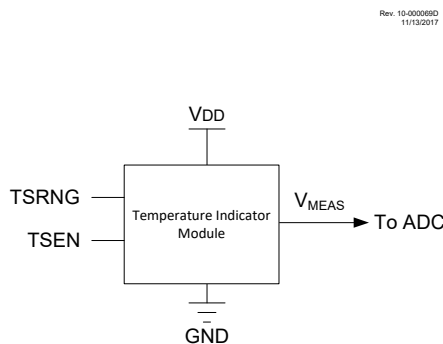 Rev. 10-000069D
11/13/2017
VDD
TSRNG
TSEN
Temperature Indicator
Module
VMEAS
To ADC
GND